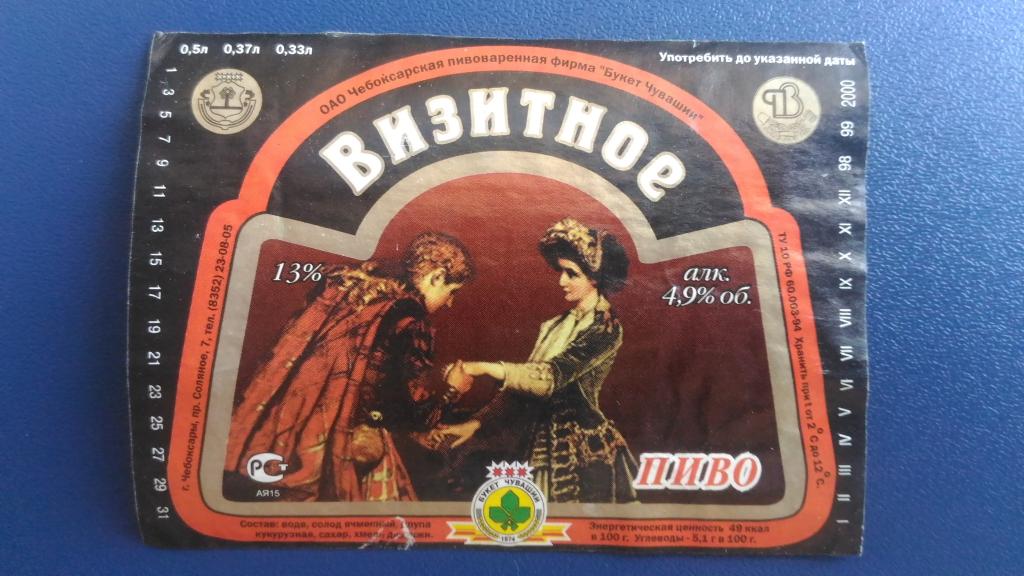 0,5л 0,37л 0,33л
Употребить до указанной даты
ОАО Чебоксарская пивоваренная фирма "Букет Чувашии"
ПВ
Визитное
1 3 5 7 9 11 13 15 17 19 21 23 25 27 29 31
г. Чебоксары, пр. Соляное, 7, тел. (8352) 23-08-05
13%
алк.
4,9% об.
ТУ 10 РФ 60.003-94 Хранить при t от 2°С до 12°С.
I II III IV V VI VII VIII IX X XI XII 98 99 2000
РСТ
АЯ15
ПИВО
БУКЕТ ЧУВАШИИ
1974
Состав: вода, солод ячменный, крупа
кукурузная, сахар, хмель, дрожжи.
Энергетическая ценность 49 ккал
в 100 г. Углеводы - 5,1 г в 100 г.